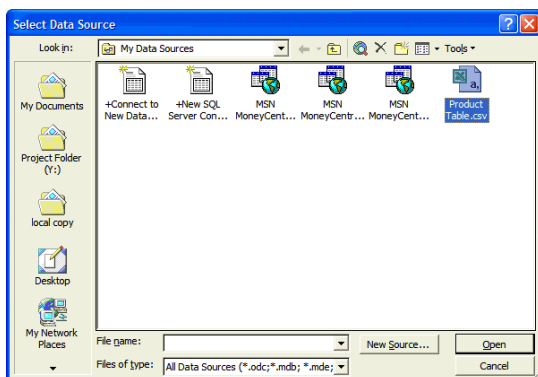 Select Data Source
Look in:
My Data Sources
Tools
My Documents
Project Folder
(Y:)
local copy
Desktop
My Network
Places
+Connect to
New Data...
+New SQL
Server Con...
MSN
MoneyCent...
MSN
MoneyCentr...
MSN
MoneyCent...
Product
Table.csv
File name:
New Source...
Open
Files of type:
All Data Sources (*.odc;*.mdb; *.mde;
Cancel